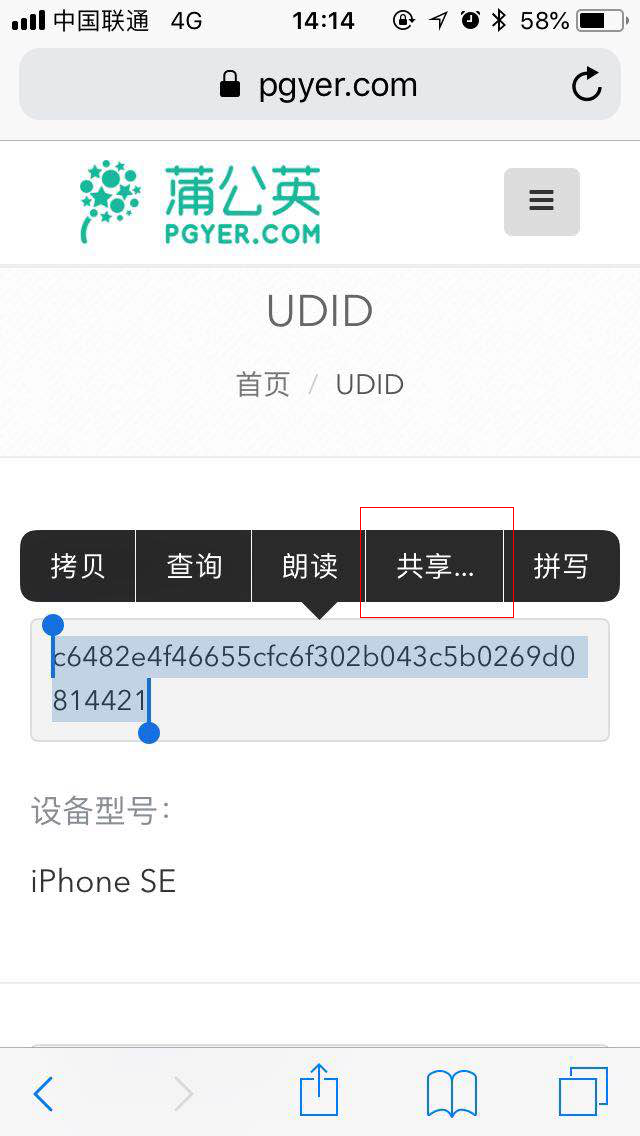 中国联通 4G 14:14 58%
pgyer.com
蒲公英
PGYER.COM
UDID
首页 / UDID
拷贝 查询 朗读 共享... 拼写
c6482e4f46655cfc6f302b043c5b0269d0
814421
设备型号：
iPhone SE